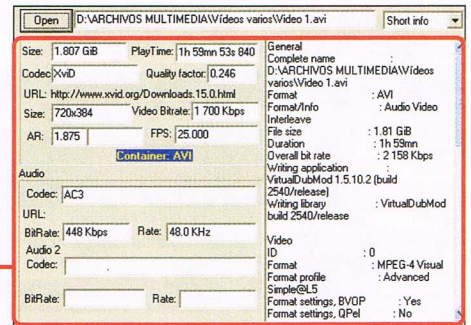 Open D:\ARCHIVOS MULTIMEDIA\Vídeos varios\Video 1.avi Short info
Size: 1.807 GiB PlayTime: 1h 59mn 53s 840
Codec XviD Quality factor: 0.246
URL: http://www.xvid.org/Downloads.15.0.html
Size: 720x384 Video Bitrate: 1 700 Kbps
AR: 1.875 FPS: 25.000
Container: AVI
Audio
Codec: AC3
URL:
BitRate: 448 Kbps Rate: 48.0 KHz
Audio 2
Codec:
BitRate: Rate:
General
Complete name :
D:\ARCHIVOS MULTIMEDIA\Vídeos
varios\Video 1.avi
Format : AVI
Format/Info : Audio Video
Interleave
File size : 1.81 GiB
Duration : 1h 59mn
Overall bit rate : 2 158 Kbps
Writing application :
VirtualDubMod 1.5.10.2 (build
2540/release)
Writing library : VirtualDubMod
build 2540/release
Video
ID : 0
Format : MPEG-4 Visual
Format profile : Advanced
Simple@L5
Format settings, BVOP : Yes
Format settings, QPel : No